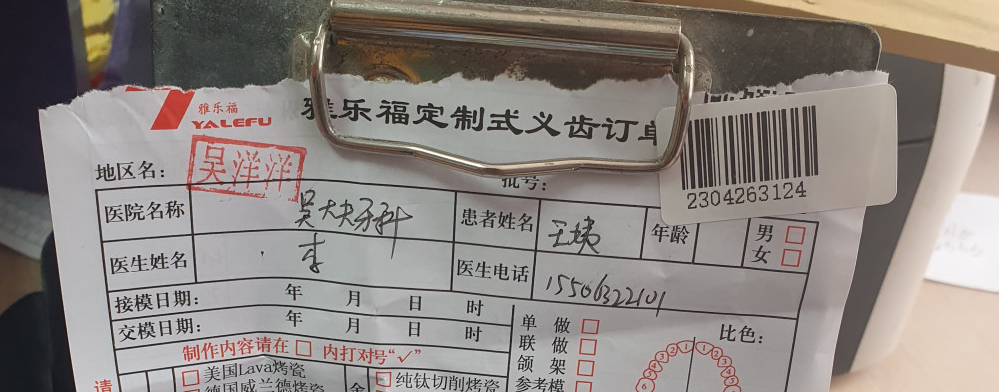 雅乐福
YALEFU
雅乐福定制式义齿订单
2304263124
地区名:
吴洋洋
批号:
医院名称 吴大夫牙科 患者姓名 王 年龄 男
女
医生姓名 李 医生电话 15506322101
接模日期: 年 月 日 时
交模日期: 年 月 日 时
单做
联做
颌架
参考模
比色:
制作内容请在 内打对号"✓"
请
美国Lava烤瓷
纯钛切削烤瓷
德国威兰德烤瓷
金